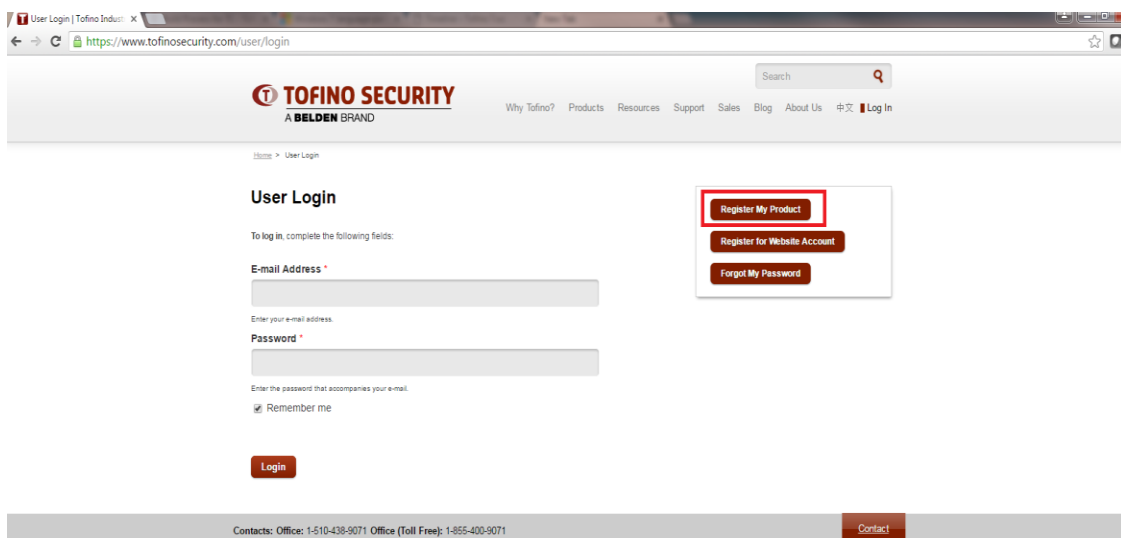 User Login | Tofino Indust
https://www.tofinosecurity.com/user/login
Search
TOFINO SECURITY
A BELDEN BRAND
Why Tofino? Products Resources Support Sales Blog About Us 中文 Log In
Home > User Login
User Login
Register My Product
To log in, complete the following fields:
Register for Website Account
E-mail Address *
Forgot My Password
Enter your e-mail address.
Password *
Enter the password that accompanies your e-mail.
Remember me
Login
Contacts: Office: 1-510-438-9071 Office (Toll Free): 1-855-400-9071
Contact